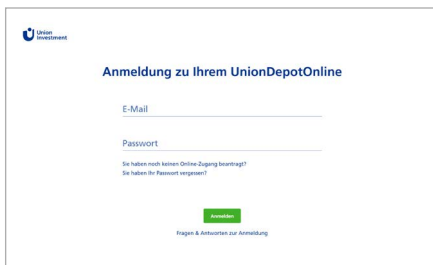 Union
Investment
Anmeldung zu Ihrem UnionDepotOnline
E-Mail
Passwort
Sie haben noch keinen Online-Zugang beantragt?
Sie haben Ihr Passwort vergessen?
Anmelden
Fragen & Antworten zur Anmeldung